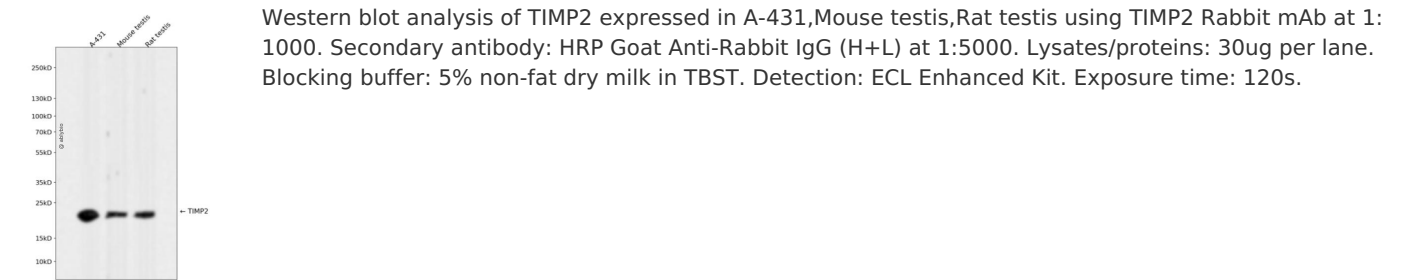 Western blot analysis of TIMP2 expressed in A-431,Mouse testis,Rat testis using TIMP2 Rabbit mAb at 1:
1000. Secondary antibody: HRP Goat Anti-Rabbit IgG (H+L) at 1:5000. Lysates/proteins: 30ug per lane.
Blocking buffer: 5% non-fat dry milk in TBST. Detection: ECL Enhanced Kit. Exposure time: 120s.
A-431
Mouse testis
Rat testis
250kD
130kD
100kD
70kD
55kD
35kD
25kD
← TIMP2
15kD
10kD
@ ablybio